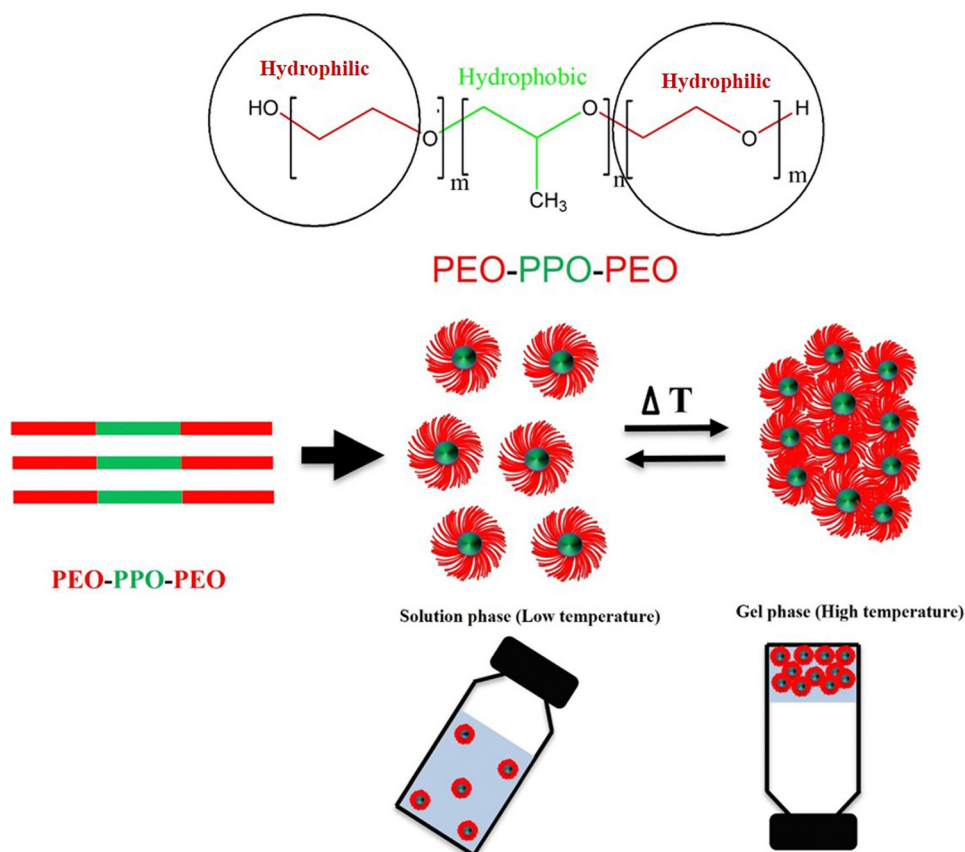 Hydrophilic
Hydrophobic
Hydrophilic
HO
O
m
O
n
O
H
m
CH3
PEO-PPO-PEO
Δ T
PEO-PPO-PEO
Solution phase (Low temperature)
Gel phase (High temperature)